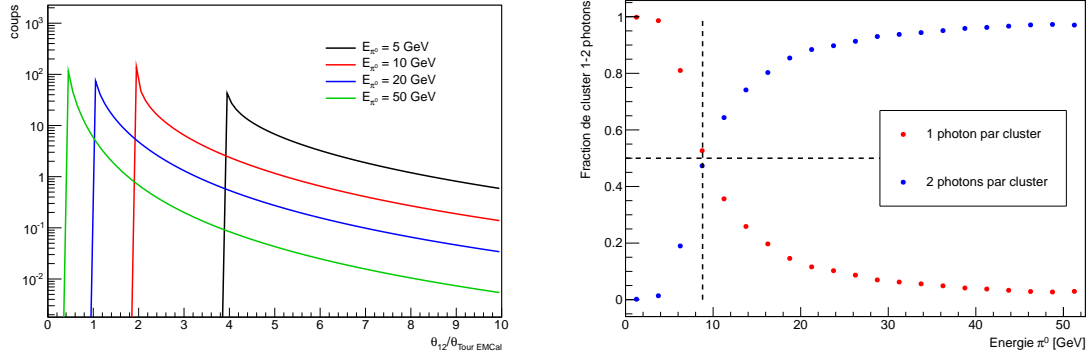 coups
10³
10²
10
1
10⁻¹
10⁻²
0 1 2 3 4 5 6 7 8 9 10
θ₁₂/θ_Tour EMCal
E_π⁰ = 5 GeV
E_π⁰ = 10 GeV
E_π⁰ = 20 GeV
E_π⁰ = 50 GeV
Fraction de cluster 1-2 photons
1
0.8
0.6
0.4
0.2
0
0 10 20 30 40 50
Energie π⁰ [GeV]
1 photon par cluster
2 photons par cluster